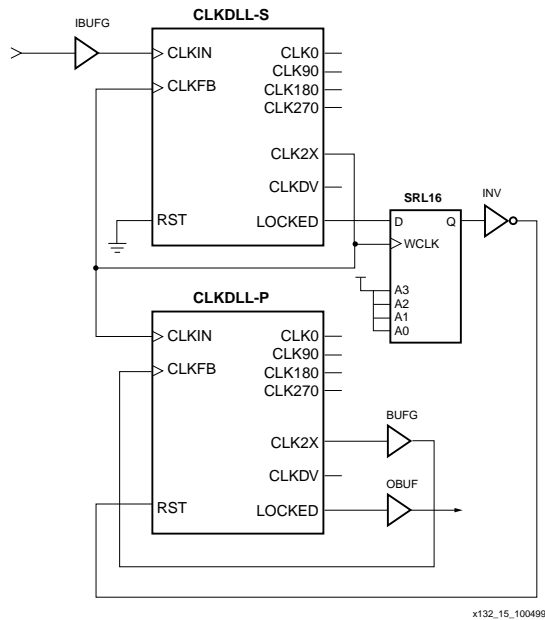 CLKDLL-S
IBUFG
CLKIN
CLKFB
RST
CLK0
CLK90
CLK180
CLK270
CLK2X
CLKDV
LOCKED
SRL16
D
Q
WCLK
A3
A2
A1
A0
INV
CLKDLL-P
CLKIN
CLKFB
RST
CLK0
CLK90
CLK180
CLK270
CLK2X
CLKDV
LOCKED
BUFG
OBUF
x132_15_100499